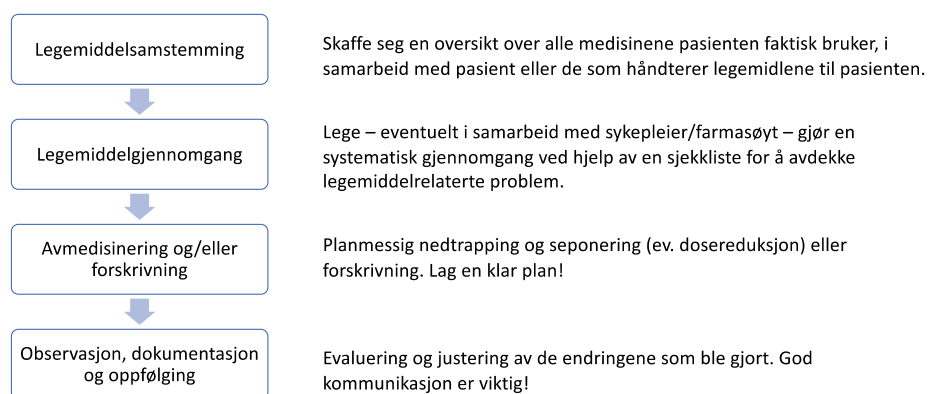 Legemiddelsamstemming
Skaffe seg en oversikt over alle medisinene pasienten faktisk bruker, i
samarbeid med pasient eller de som håndterer legemidlene til pasienten.
Legemiddelgjennomgang
Lege – eventuelt i samarbeid med sykepleier/farmasøyt – gjør en
systematisk gjennomgang ved hjelp av en sjekkliste for å avdekke
legemiddelrelaterte problem.
Avmedisinering og/eller
forskrivning
Planmessig nedtrapping og seponering (ev. dosereduksjon) eller
forskrivning. Lag en klar plan!
Observasjon, dokumentasjon
og oppfølging
Evaluering og justering av de endringene som ble gjort. God
kommunikasjon er viktig!